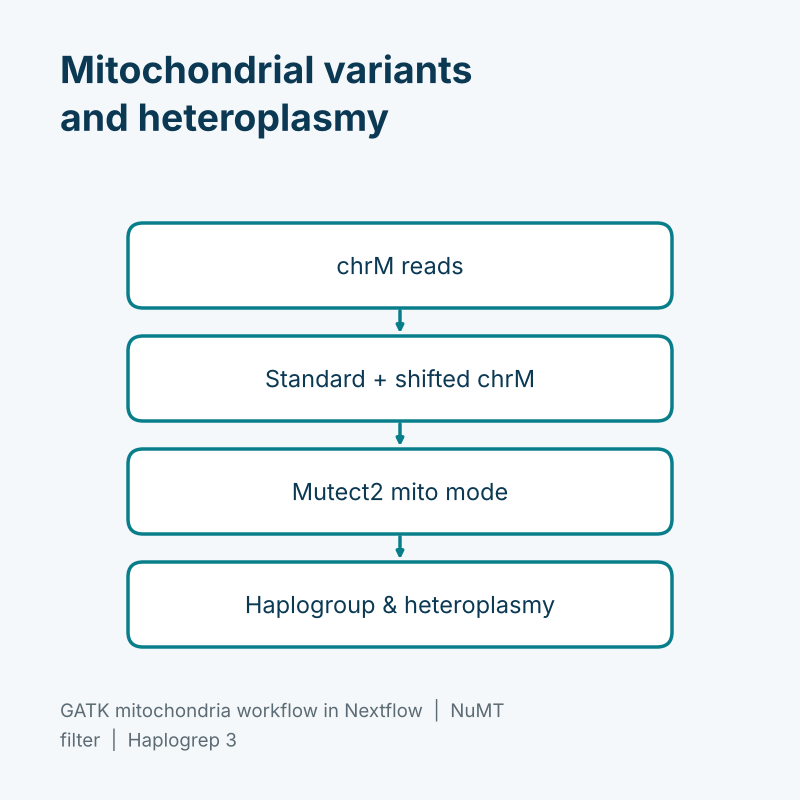 Mitochondrial variants
and heteroplasmy
chrM reads
Standard + shifted chrM
Mutect2 mito mode
Haplogroup & heteroplasmy
GATK mitochondria workflow in Nextflow | NuMT
filter | Haplogrep 3